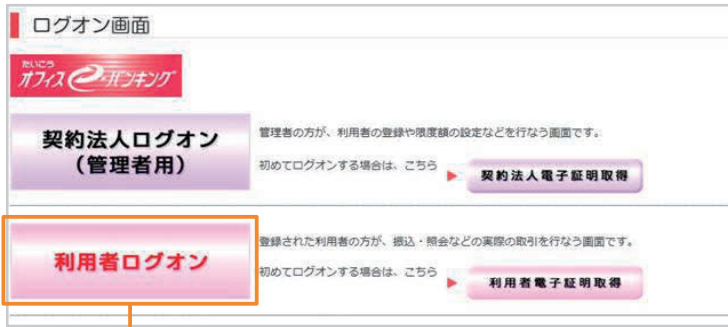 ログオン画面
たいこう
オフィスe-バンキング
契約法人ログオン
(管理者用)
管理者の方が、利用者の登録や限度額の設定などを行なう画面です。
初めてログオンする場合は、こちら
契約法人電子証明取得
利用者ログオン
登録された利用者の方が、振込・照会などの実際の取引を行なう画面です。
初めてログオンする場合は、こちら
利用者電子証明取得